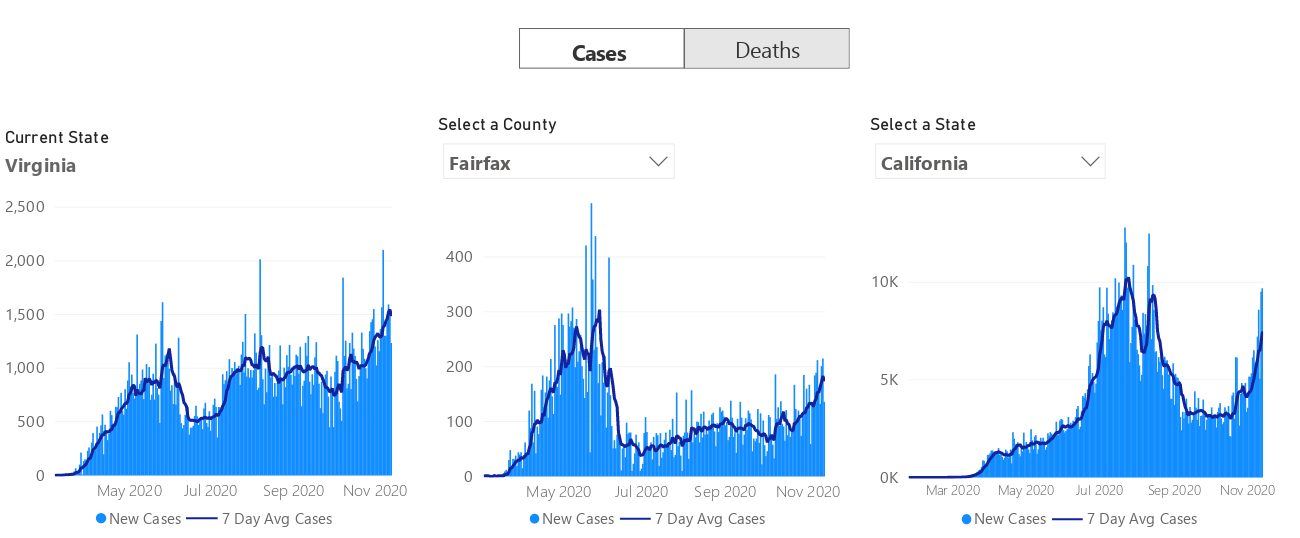 Cases Deaths
Current State
Virginia
2,500
2,000
1,500
1,000
500
0
May 2020 Jul 2020 Sep 2020 Nov 2020
New Cases 7 Day Avg Cases
Select a County
Fairfax
400
300
200
100
0
May 2020 Jul 2020 Sep 2020 Nov 2020
New Cases 7 Day Avg Cases
Select a State
California
10K
5K
0K
Mar 2020 May 2020 Jul 2020 Sep 2020 Nov 2020
New Cases 7 Day Avg Cases